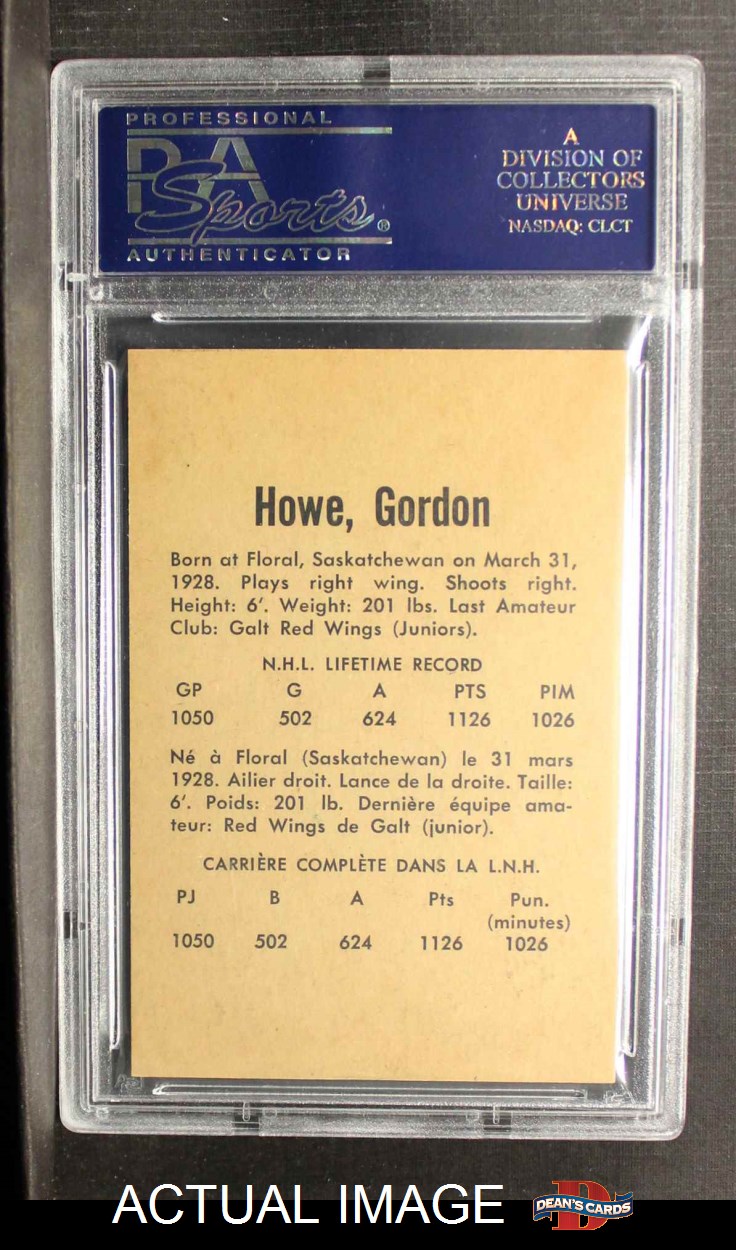 PROFESSIONAL
PSA
Sports®
AUTHENTICATOR
A
DIVISION OF
COLLECTORS
UNIVERSE
NASDAQ: CLCT
Howe, Gordon
Born at Floral, Saskatchewan on March 31,
1928. Plays right wing. Shoots right.
Height: 6′. Weight: 201 lbs. Last Amateur
Club: Galt Red Wings (Juniors).
N.H.L. LIFETIME RECORD
GP G A PTS PIM
1050 502 624 1126 1026
Né à Floral (Saskatchewan) le 31 mars
1928. Ailier droit. Lance de la droite. Taille:
6′. Poids: 201 lb. Dernière équipe ama-
teur: Red Wings de Galt (junior).
CARRIÈRE COMPLÈTE DANS LA L.N.H.
PJ B A Pts Pun.
(minutes)
1050 502 624 1126 1026
ACTUAL IMAGE
D
DEAN'S CARDS